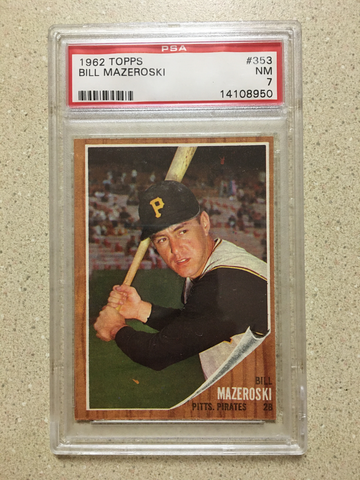 PSA
1962 TOPPS #353
BILL MAZEROSKI NM
7
14108950
P
BILL
MAZEROSKI
PITTS. PIRATES 2B